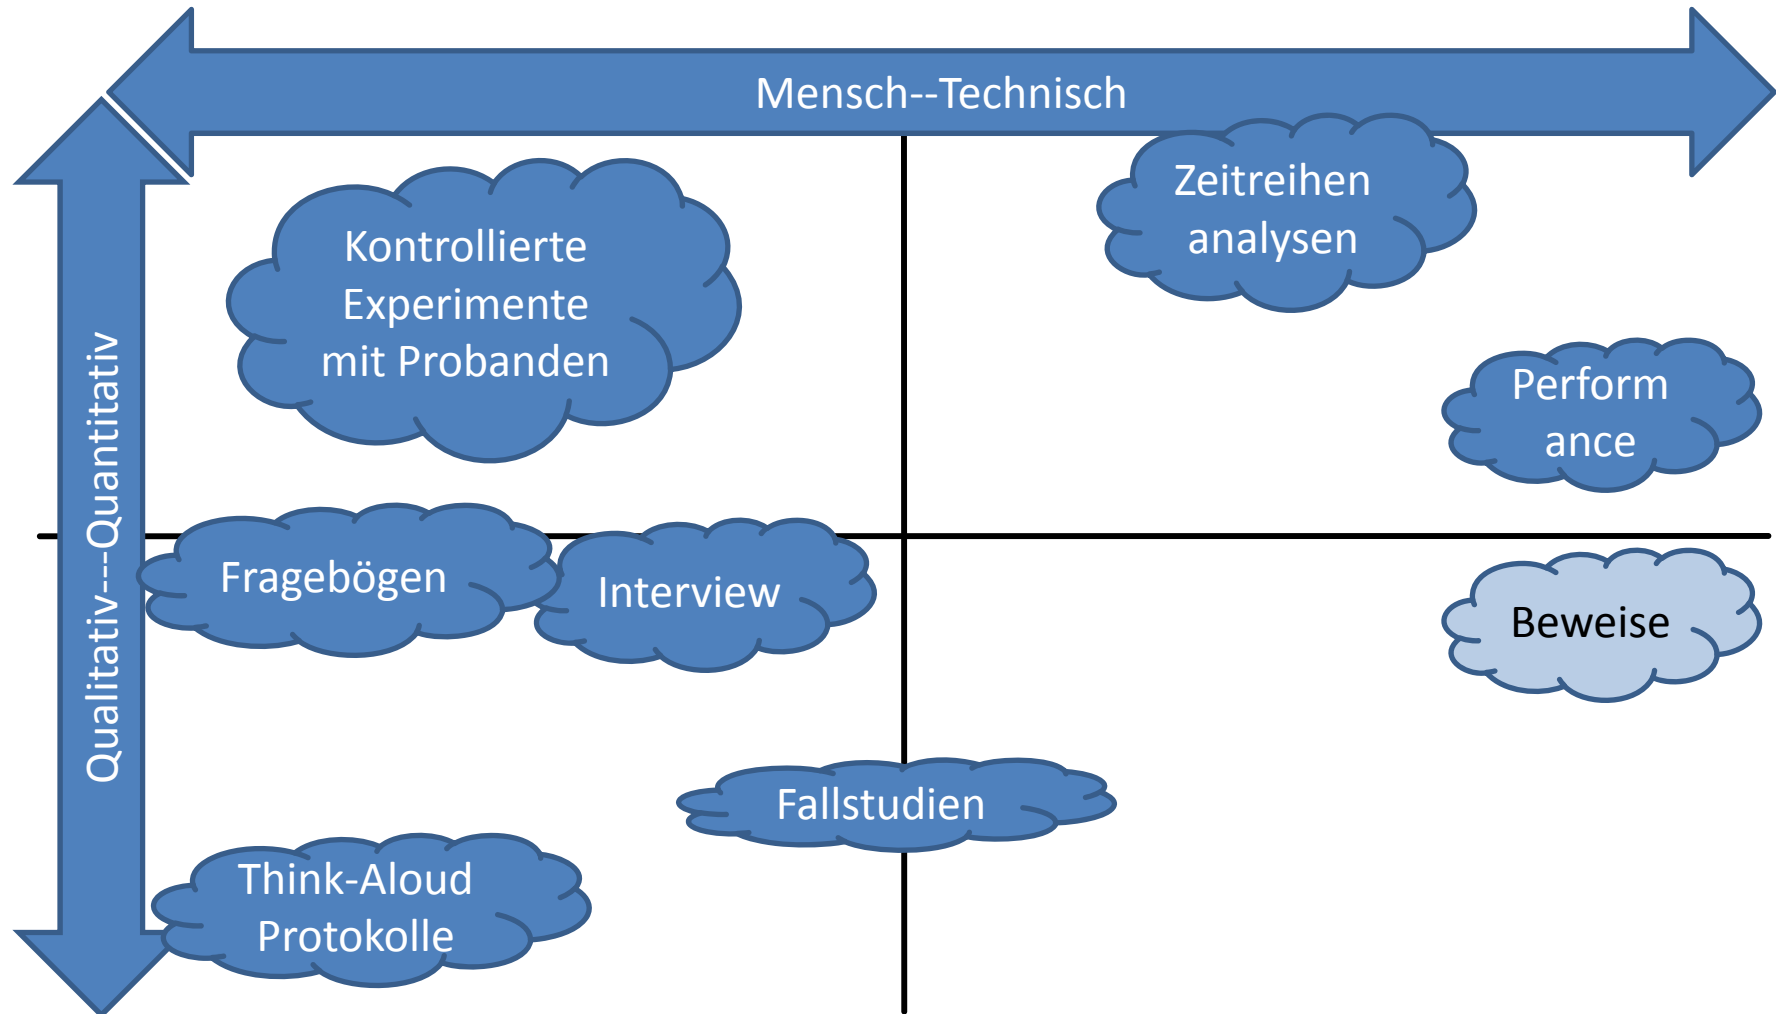 Mensch--Technisch
Qualitativ---Quantitativ
Kontrollierte
Experimente
mit Probanden
Zeitreihen
analysen
Perform
ance
Fragebögen
Interview
Beweise
Fallstudien
Think-Aloud
Protokolle